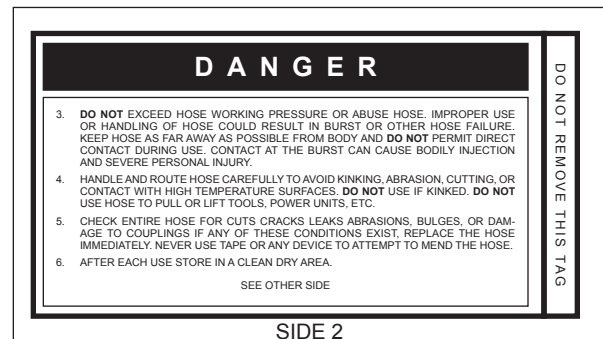 DANGER
3. DO NOT EXCEED HOSE WORKING PRESSURE OR ABUSE HOSE. IMPROPER USE
OR HANDLING OF HOSE COULD RESULT IN BURST OR OTHER HOSE FAILURE.
KEEP HOSE AS FAR AWAY AS POSSIBLE FROM BODY AND DO NOT PERMIT DIRECT
CONTACT DURING USE. CONTACT AT THE BURST CAN CAUSE BODILY INJECTION
AND SEVERE PERSONAL INJURY.
4. HANDLE AND ROUTE HOSE CAREFULLY TO AVOID KINKING, ABRASION, CUTTING, OR
CONTACT WITH HIGH TEMPERATURE SURFACES. DO NOT USE IF KINKED. DO NOT
USE HOSE TO PULL OR LIFT TOOLS, POWER UNITS, ETC.
5. CHECK ENTIRE HOSE FOR CUTS CRACKS LEAKS ABRASIONS, BULGES, OR DAM-
AGE TO COUPLINGS IF ANY OF THESE CONDITIONS EXIST, REPLACE THE HOSE
IMMEDIATELY. NEVER USE TAPE OR ANY DEVICE TO ATTEMPT TO MEND THE HOSE.
6. AFTER EACH USE STORE IN A CLEAN DRY AREA.
SEE OTHER SIDE
DO NOT REMOVE THIS TAG
SIDE 2